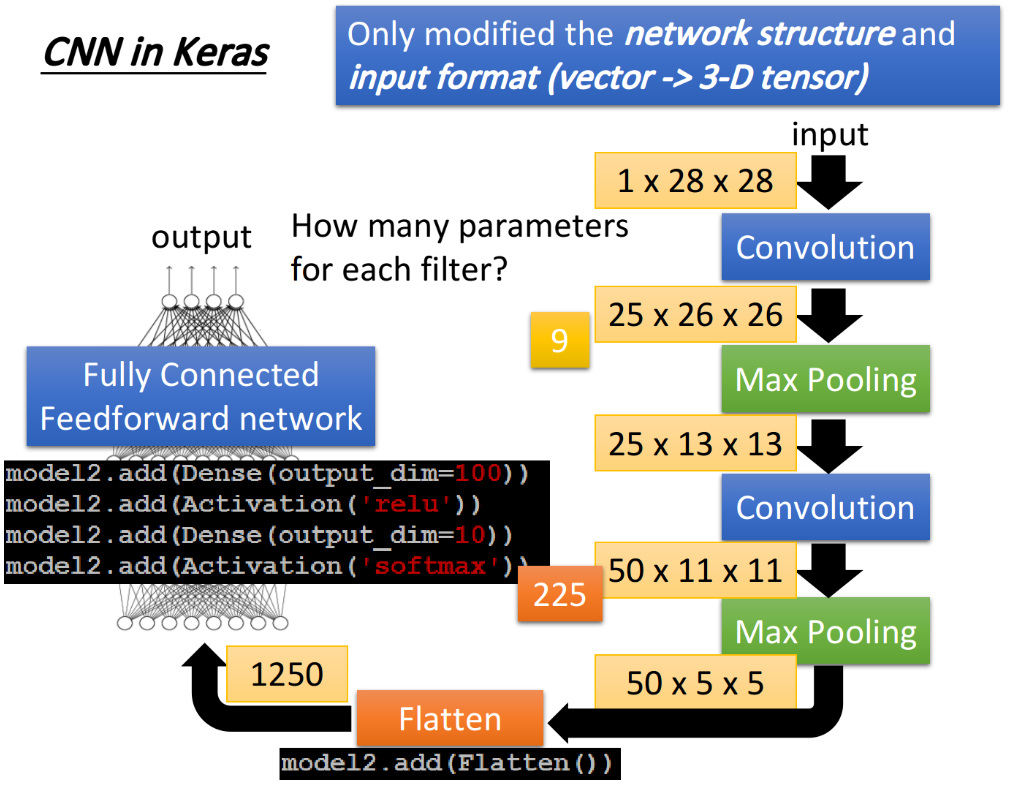 CNN in Keras
Only modified the network structure and
input format (vector -> 3-D tensor)
input
1 x 28 x 28
Convolution
How many parameters
for each filter?
output
25 x 26 x 26
9
Max Pooling
Fully Connected
Feedforward network
25 x 13 x 13
model2.add(Dense(output_dim=100))
model2.add(Activation('relu'))
model2.add(Dense(output_dim=10))
model2.add(Activation('softmax'))
Convolution
50 x 11 x 11
225
Max Pooling
50 x 5 x 5
1250
Flatten
model2.add(Flatten())